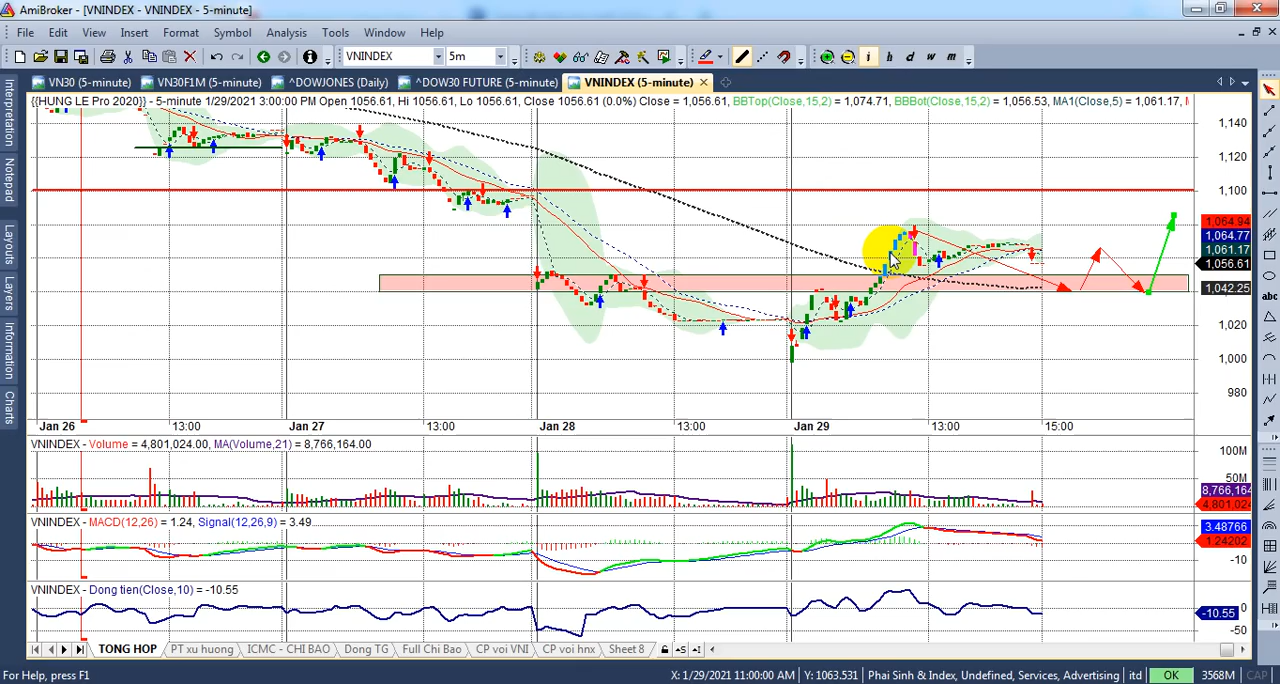 AmiBroker - [VNINDEX - VNINDEX - 5-minute]
File Edit View Insert Format Symbol Analysis Tools Window Help
VNINDEX 5m i h d w m
VN30 (5-minute) VN30F1M (5-minute) ^DOWJONES (Daily) ^DOW30 FUTURE (5-minute) VNINDEX (5-minute)
{{HUNG LE Pro 2020}} - 5-minute 1/29/2021 3:00:00 PM Open 1056.61, Hi 1056.61, Lo 1056.61, Close 1056.61 (0.0%) Close = 1,056.61, BBTop(Close,15,2) = 1,074.71, BBBot(Close,15,2) = 1,056.53, MA1(Close,5) = 1,061.17,
Interpretation
Notepad
Layouts
Layers
Information
Charts
abc
1,140
1,120
1,100
1,064.94
1,064.77
1,061.17
1,056.61
1,042.25
1,020
1,000
980
Jan 26 13:00 Jan 27 13:00 Jan 28 13:00 Jan 29 13:00 15:00
VNINDEX - Volume = 4,801,024.00, MA(Volume,21) = 8,766,164.00
100M
50M
8,766,164
4,801,024
VNINDEX - MACD(12,26) = 1.24, Signal(12,26,9) = 3.49
3.48766
1.24202
-10
VNINDEX - Dong tien(Close,10) = -10.55
0
-10.55
-50
TONG HOP PT xu huong ICMC - CHI BAO Dong TG Full Chi Bao CP voi VNI CP voi hnx Sheet 8
For Help, press F1 X: 1/29/2021 11:00:00 AM Y: 1063.531 Phai Sinh & Index, Undefined, Services, Advertising itd OK 3568M CAP